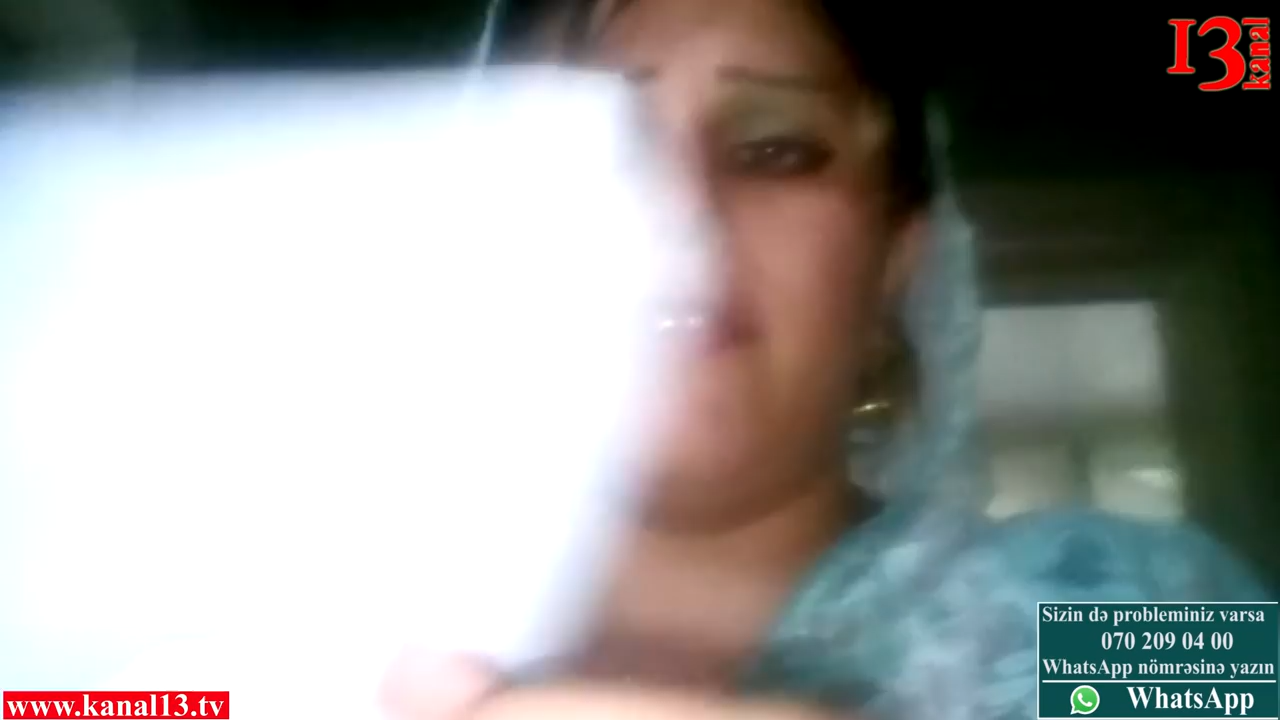 13 kanal
Sizin də probleminiz varsa
070 209 04 00
WhatsApp nömrəsinə yazın
WhatsApp
www.kanal13.tv